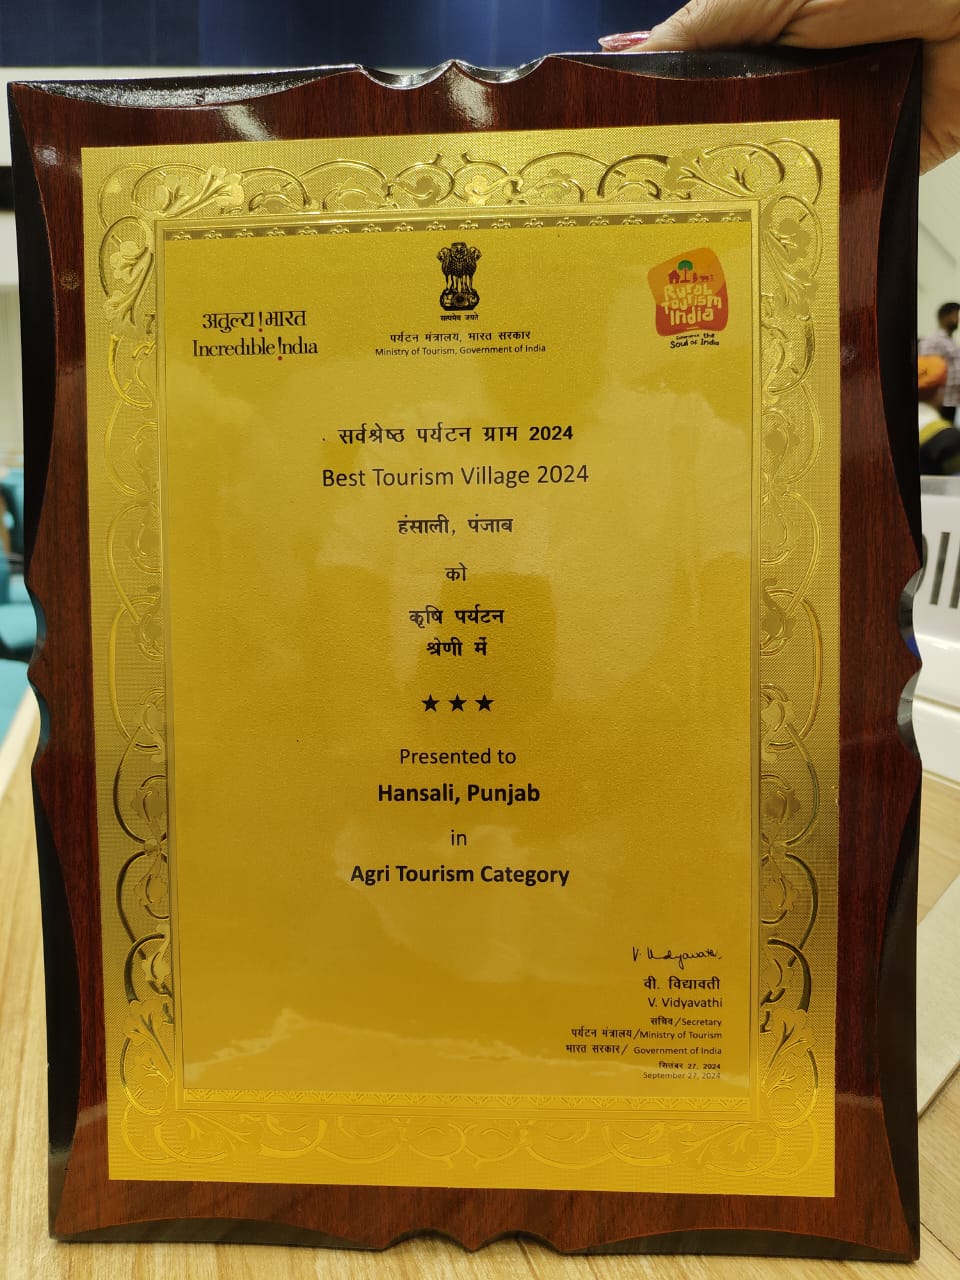 अतुल्य!भारत
Incredible!ndia
सत्यमेव जयते
पर्यटन मंत्रालय, भारत सरकार
Ministry of Tourism, Government of India
Rural
Tourism
India
Experience the
Soul of India
सर्वश्रेष्ठ पर्यटन ग्राम 2024
Best Tourism Village 2024
हंसाली, पंजाब
को
कृषि पर्यटन
श्रेणी में
★ ★ ★
Presented to
Hansali, Punjab
in
Agri Tourism Category
V. Vidyavathi
वी. विद्यावती
V. Vidyavathi
सचिव/Secretary
पर्यटन मंत्रालय/Ministry of Tourism
भारत सरकार/ Government of India
सितंबर 27, 2024
September 27, 2024